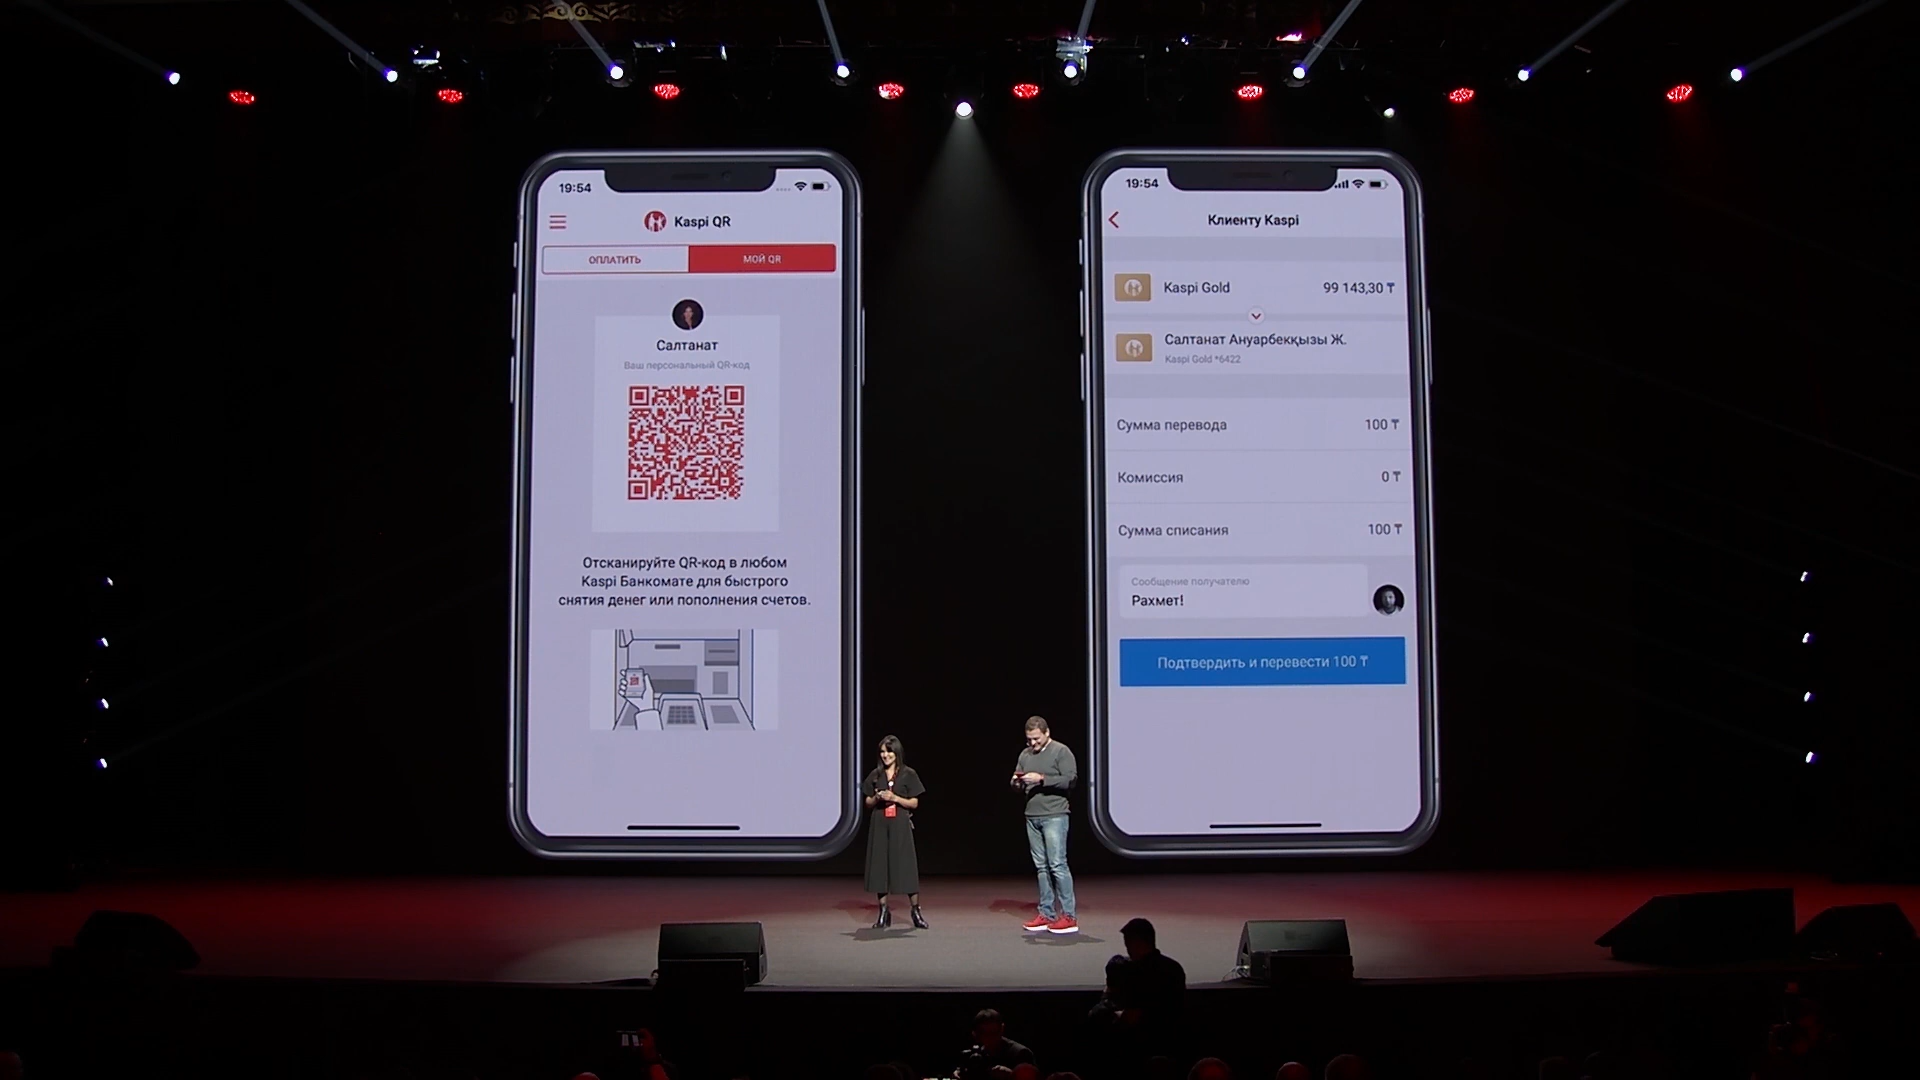 19:54
Kaspi QR
ОПЛАТИТЬ
МОЙ QR
Салтанат
Ваш персональный QR-код
Отсканируйте QR-код в любом
Kaspi Банкомате для быстрого
снятия денег или пополнения счетов.
19:54
Клиенту Kaspi
Kaspi Gold
99 143,30 ₸
Салтанат Ануарбекқызы Ж.
Kaspi Gold *6422
Сумма перевода
100 ₸
Комиссия
0 ₸
Сумма списания
100 ₸
Сообщение получателю
Рахмет!
Подтвердить и перевести 100 ₸